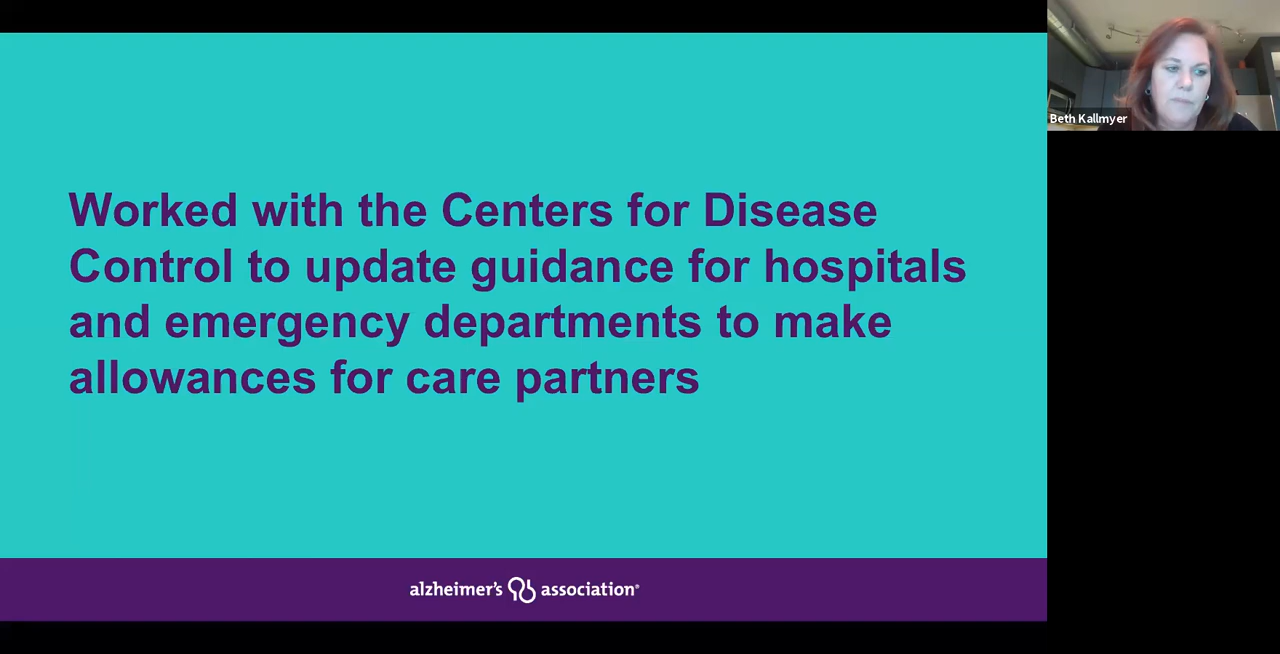 Worked with the Centers for Disease
Control to update guidance for hospitals
and emergency departments to make
allowances for care partners
alzheimer's association®
Beth Kallmyer